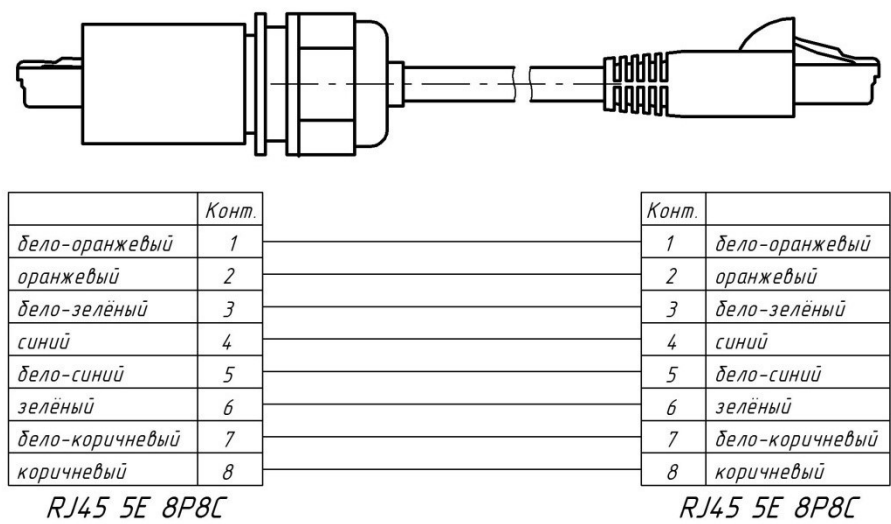 Конт. Конт.
бело-оранжевый 1 1 бело-оранжевый
оранжевый 2 2 оранжевый
бело-зелёный 3 3 бело-зелёный
синий 4 4 синий
бело-синий 5 5 бело-синий
зелёный 6 6 зелёный
бело-коричневый 7 7 бело-коричневый
коричневый 8 8 коричневый
RJ45 5E 8P8C RJ45 5E 8P8C